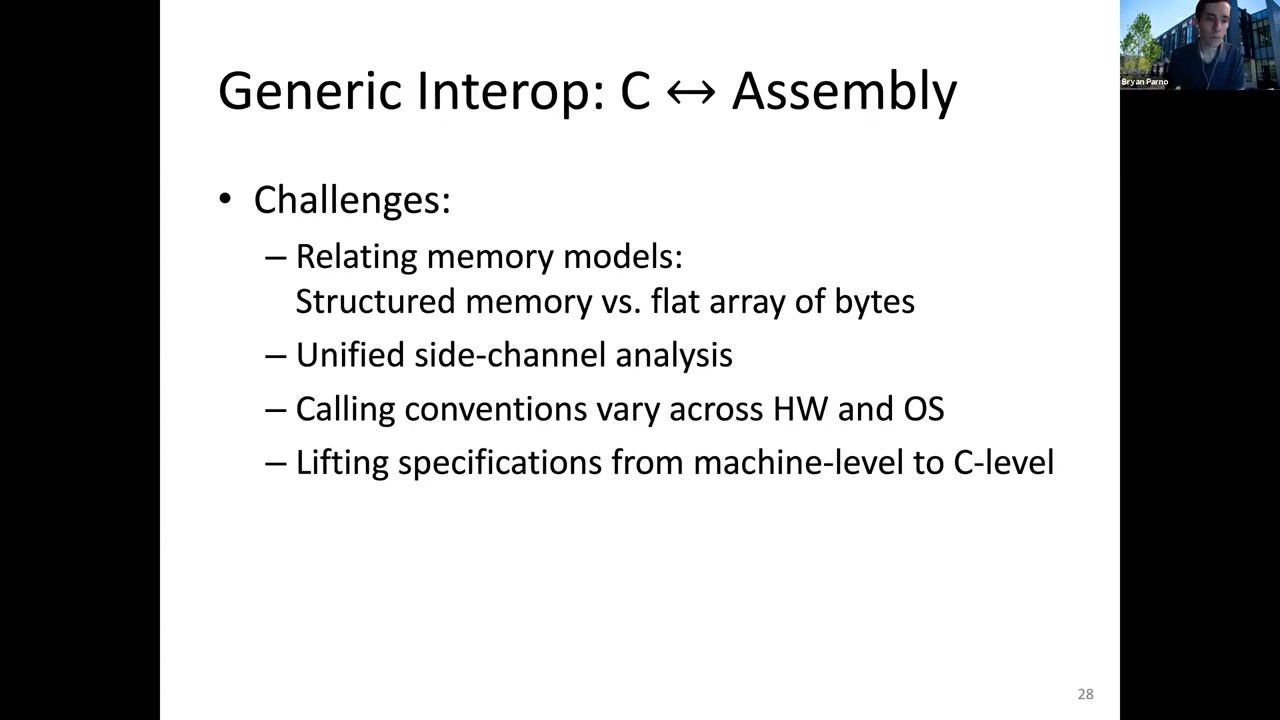 Generic Interop: C ↔ Assembly
• Challenges:
– Relating memory models:
Structured memory vs. flat array of bytes
– Unified side-channel analysis
– Calling conventions vary across HW and OS
– Lifting specifications from machine-level to C-level
28
Bryan Parno